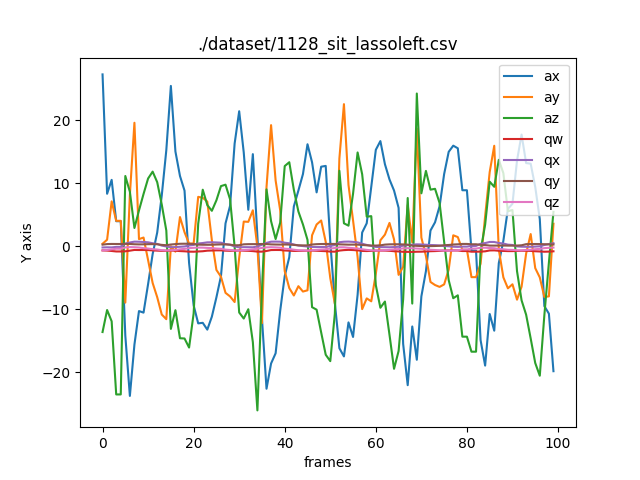 ./dataset/1128_sit_lassoleft.csv
ax
ay
az
qw
qx
qy
qz
20
10
0
−10
−20
Y axis
0
20
40
60
80
100
frames